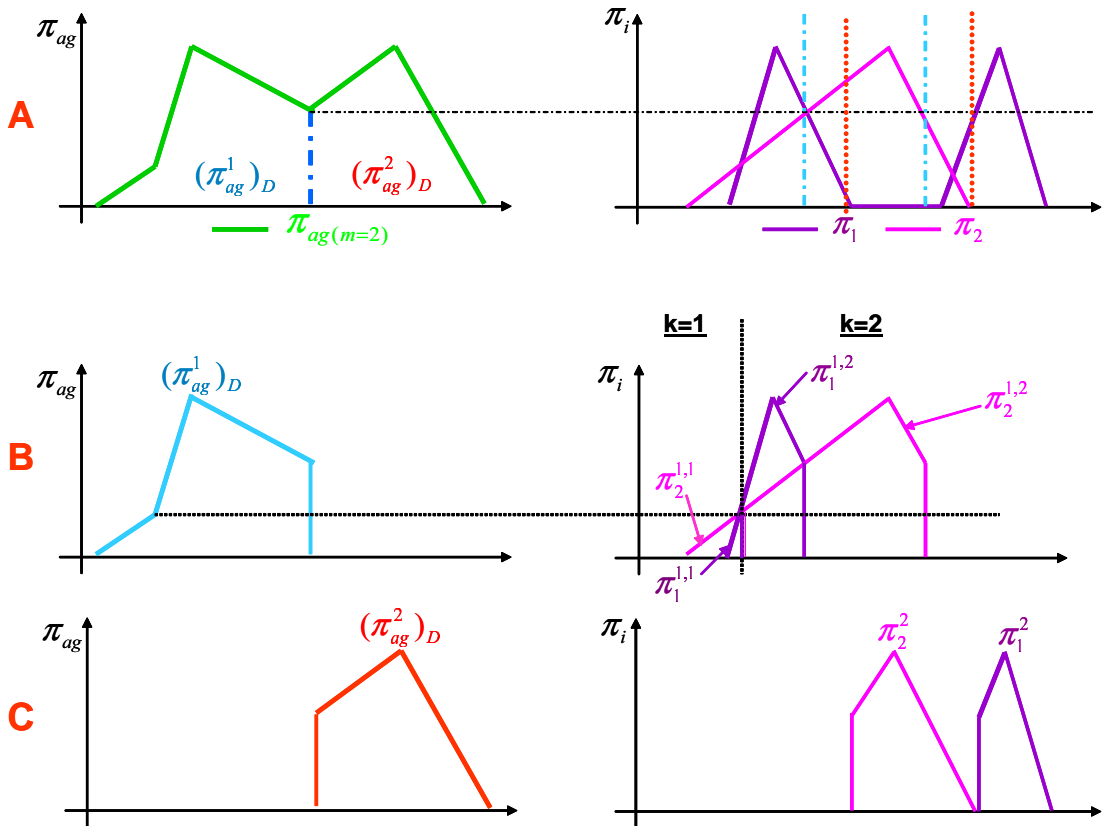 π_ag
π_i
A
(π_ag^1)_D
(π_ag^2)_D
π_ag(m=2)
π_1
π_2
k=1
k=2
π_ag
(π_ag^1)_D
π_i
π_1^1,2
π_2^1,2
B
π_2^1,1
π_1^1,1
π_ag
(π_ag^2)_D
π_i
π_2^2
π_1^2
C